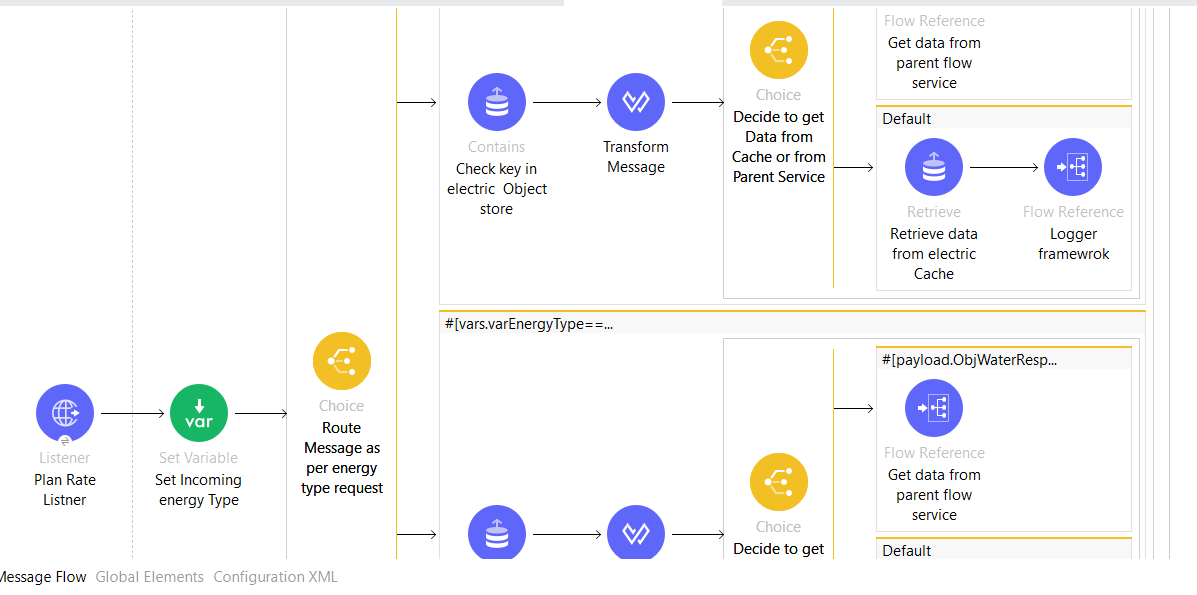 Flow Reference
Get data from
parent flow
service
Choice
Decide to get
Data from
Cache or from
Parent Service
Contains
Check key in
electric Object
store
Transform
Message
Default
Retrieve
Retrieve data
from electric
Cache
Flow Reference
Logger
framewrok
#[vars.varEnergyType==...
#[payload.ObjWaterResp...
Flow Reference
Get data from
parent flow
service
Listener
Plan Rate
Listner
var
Set Variable
Set Incoming
energy Type
Choice
Route
Message as
per energy
type request
Choice
Decide to get
Default
Message Flow Global Elements Configuration XML